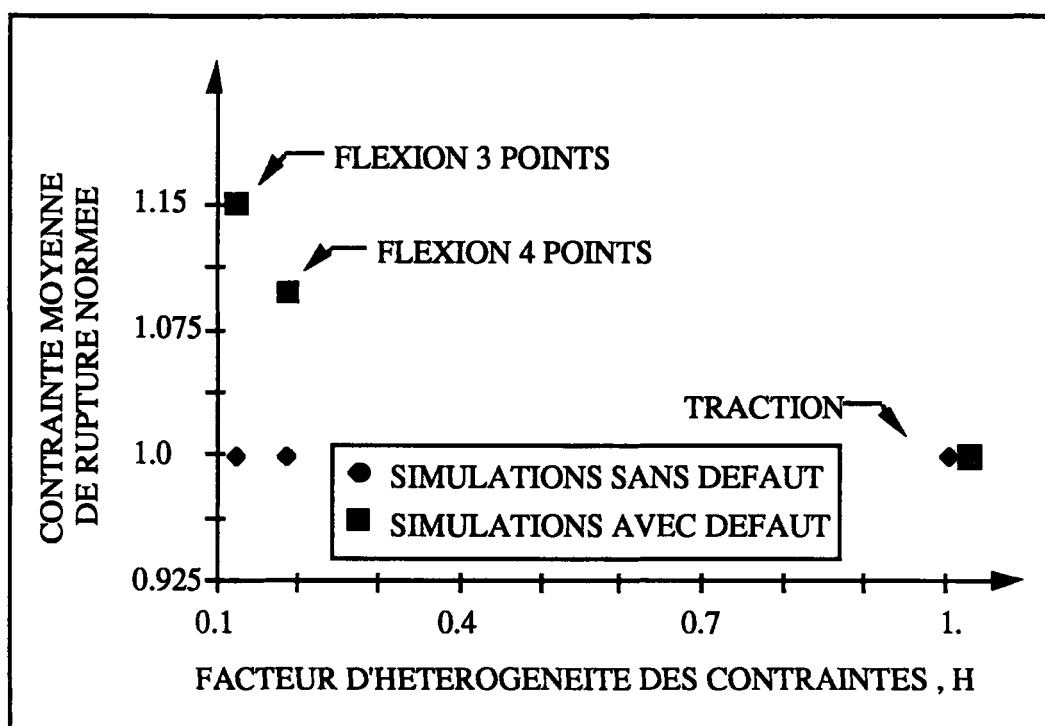 CONTRAINTE MOYENNE
DE RUPTURE NORMEE
FLEXION 3 POINTS
1.15
FLEXION 4 POINTS
1.075
TRACTION
1.0
SIMULATIONS SANS DEFAUT
SIMULATIONS AVEC DEFAUT
0.925
0.1 0.4 0.7 1.
FACTEUR D'HETEROGENEITE DES CONTRAINTES , H